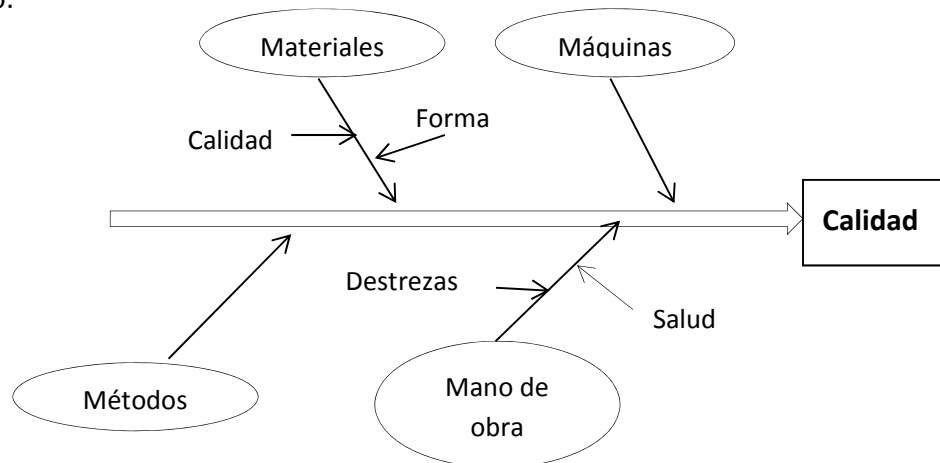 Materiales
Máquinas
Forma
Calidad
Calidad
Destrezas
Salud
Métodos
Mano de
obra